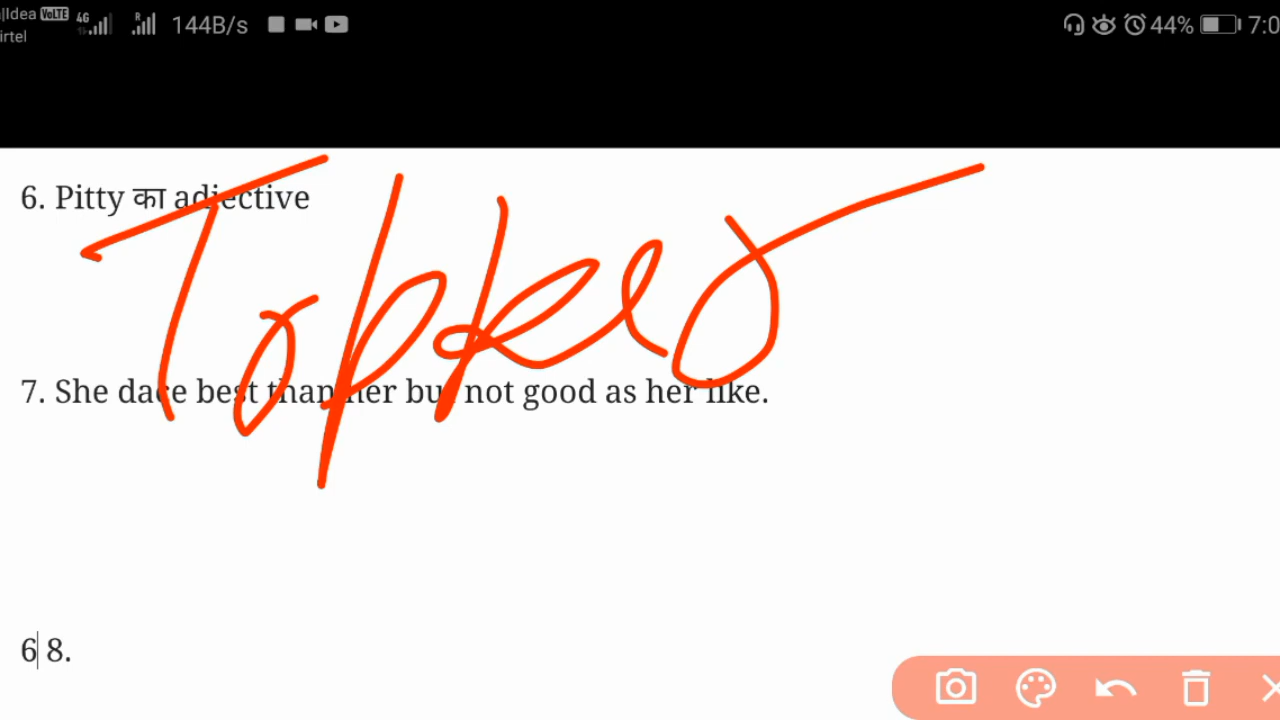 Idea VoLTE 4G R 144B/s 44% 7:0
irtel
6. Pitty का adjective
Topper
7. She dace best than her but not good as her like.
6 8.